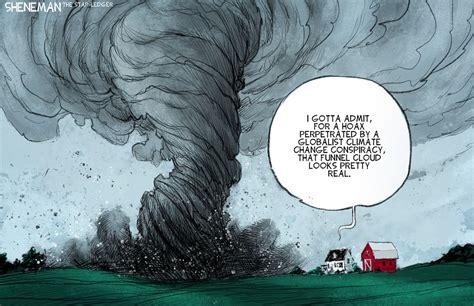 SHENEMAN
THE STAR-LEDGER
I GOTTA ADMIT,
FOR A HOAX
PERPETRATED BY A
GLOBALIST CLIMATE
CHANGE CONSPIRACY,
THAT FUNNEL CLOUD
LOOKS PRETTY
REAL.